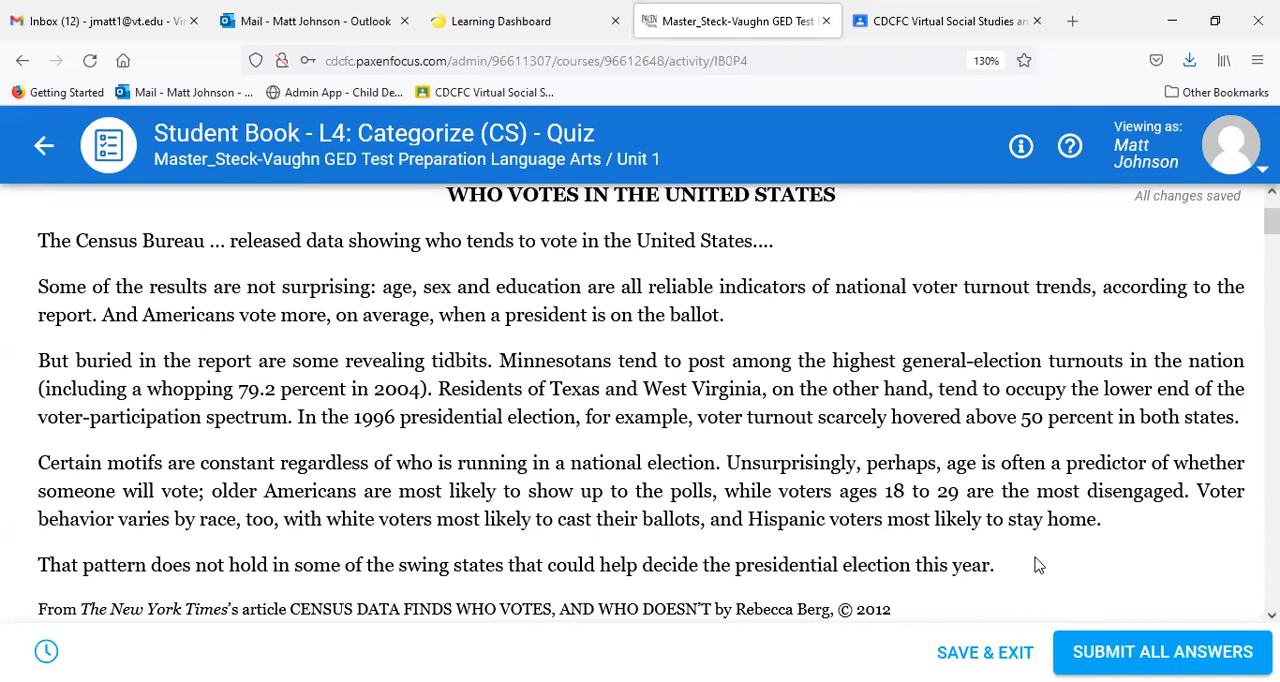 Inbox (12) - jmatt1@vt.edu - Vir
Mail - Matt Johnson - Outlook
Learning Dashboard
Master_Steck-Vaughn GED Test
CDCFC Virtual Social Studies an
cdcfc.paxenfocus.com/admin/96611307/courses/96612648/activity/IB0P4
130%
Getting Started
Mail - Matt Johnson - ...
Admin App - Child De...
CDCFC Virtual Social S...
Other Bookmarks
Student Book - L4: Categorize (CS) - Quiz
Master_Steck-Vaughn GED Test Preparation Language Arts / Unit 1
Viewing as:
Matt
Johnson
WHO VOTES IN THE UNITED STATES
All changes saved
The Census Bureau ... released data showing who tends to vote in the United States....
Some of the results are not surprising: age, sex and education are all reliable indicators of national voter turnout trends, according to the
report. And Americans vote more, on average, when a president is on the ballot.
But buried in the report are some revealing tidbits. Minnesotans tend to post among the highest general-election turnouts in the nation
(including a whopping 79.2 percent in 2004). Residents of Texas and West Virginia, on the other hand, tend to occupy the lower end of the
voter-participation spectrum. In the 1996 presidential election, for example, voter turnout scarcely hovered above 50 percent in both states.
Certain motifs are constant regardless of who is running in a national election. Unsurprisingly, perhaps, age is often a predictor of whether
someone will vote; older Americans are most likely to show up to the polls, while voters ages 18 to 29 are the most disengaged. Voter
behavior varies by race, too, with white voters most likely to cast their ballots, and Hispanic voters most likely to stay home.
That pattern does not hold in some of the swing states that could help decide the presidential election this year.
From The New York Times's article CENSUS DATA FINDS WHO VOTES, AND WHO DOESN'T by Rebecca Berg, © 2012
SAVE & EXIT
SUBMIT ALL ANSWERS